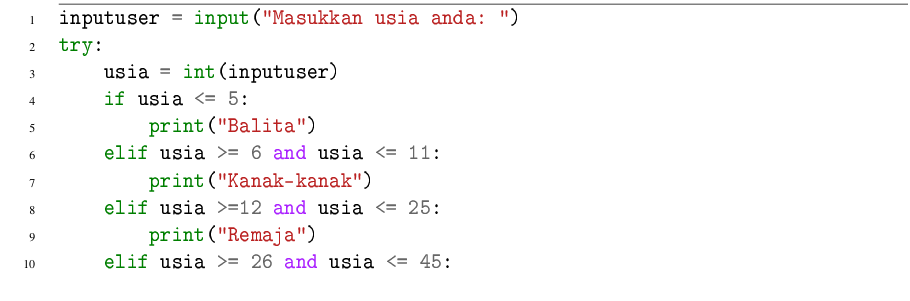 1 inputuser = input("Masukkan usia anda: ")
2 try:
3     usia = int(inputuser)
4     if usia <= 5:
5         print("Balita")
6     elif usia >= 6 and usia <= 11:
7         print("Kanak-kanak")
8     elif usia >=12 and usia <= 25:
9         print("Remaja")
10     elif usia >= 26 and usia <= 45: